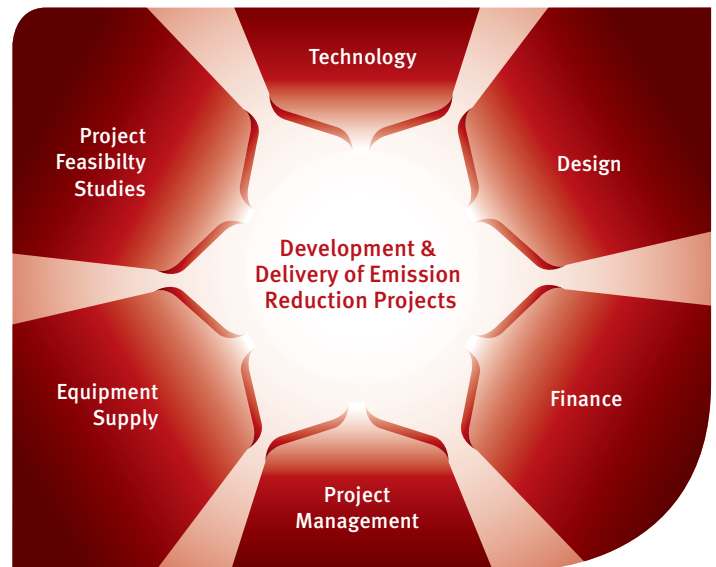 Technology
Project
Feasibilty
Studies
Design
Development &
Delivery of Emission
Reduction Projects
Equipment
Supply
Finance
Project
Management